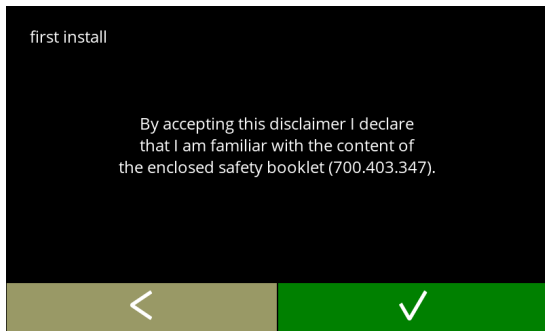 first install
By accepting this disclaimer I declare
that I am familiar with the content of
the enclosed safety booklet (700.403.347).